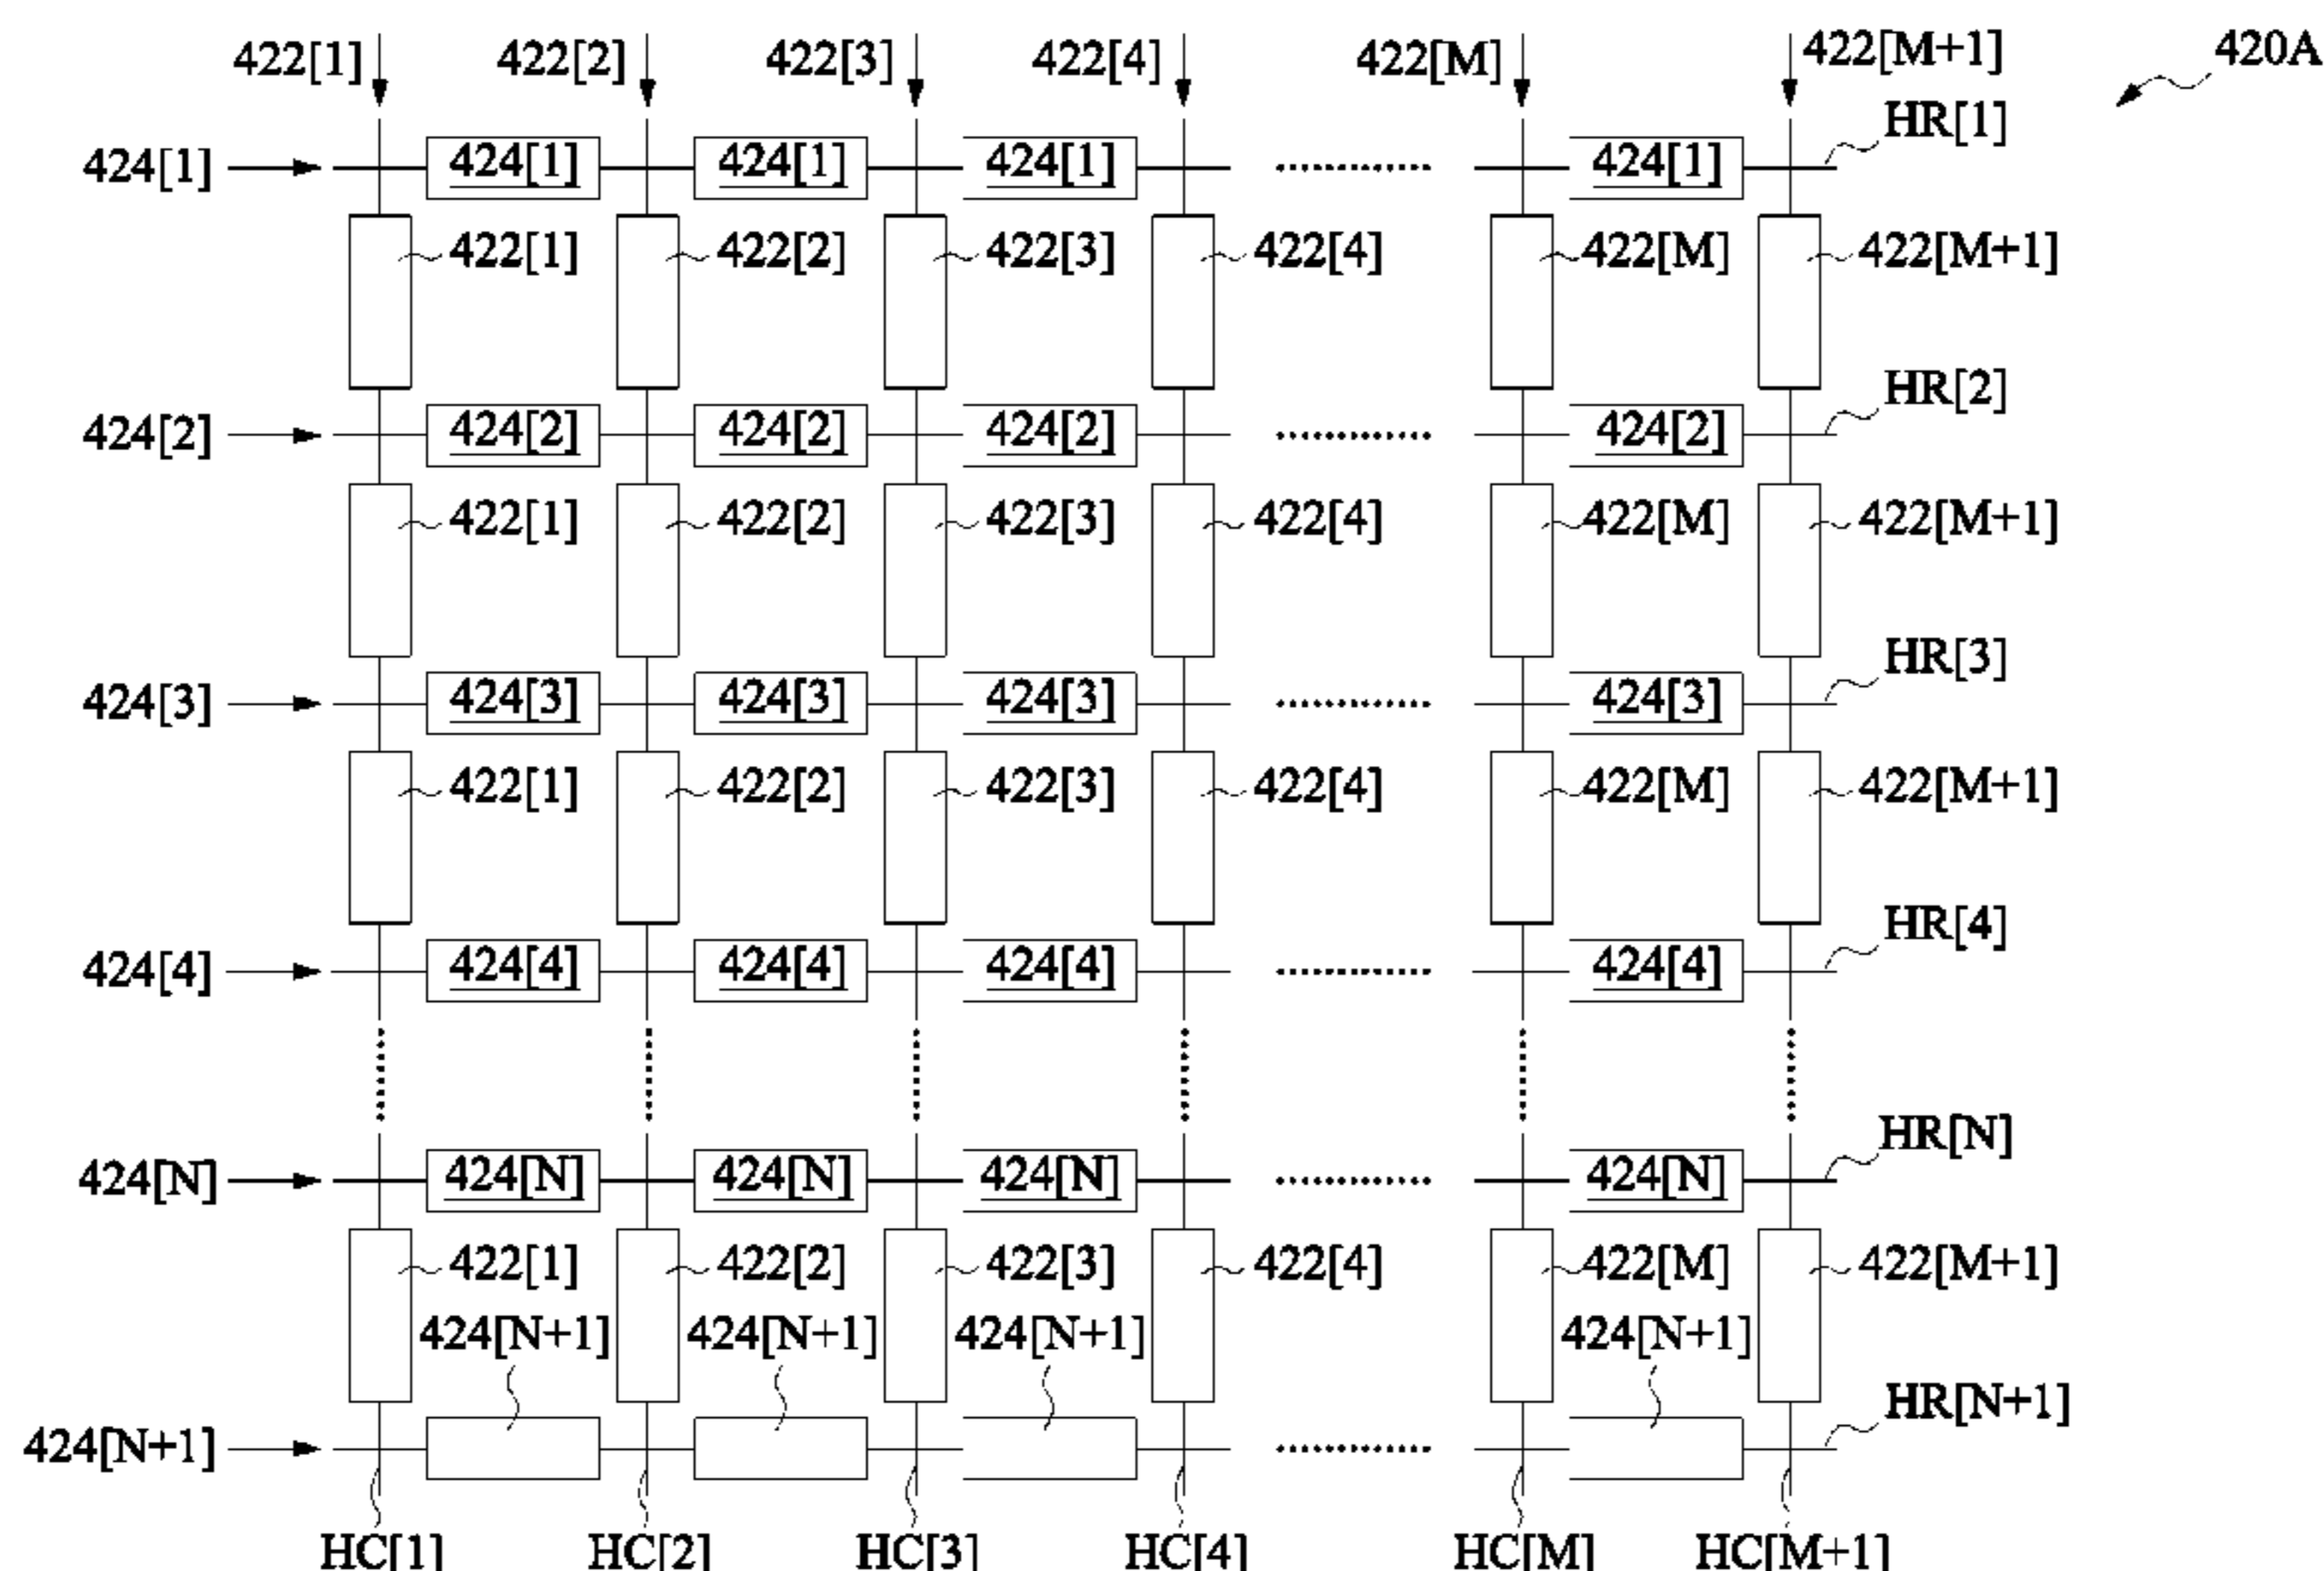 422[1] 422[2] 422[3] 422[4] 422[M] 422[M+1] 420A
HR[1]
424[1] 424[1] 424[1] 424[1] 424[1]
422[1] 422[2] 422[3] 422[4] 422[M] 422[M+1]
HR[2]
424[2] 424[2] 424[2] 424[2] 424[2]
422[1] 422[2] 422[3] 422[4] 422[M] 422[M+1]
HR[3]
424[3] 424[3] 424[3] 424[3] 424[3]
422[1] 422[2] 422[3] 422[4] 422[M] 422[M+1]
HR[4]
424[4] 424[4] 424[4] 424[4] 424[4]
HR[N]
424[N] 424[N] 424[N] 424[N] 424[N]
422[1] 422[2] 422[3] 422[4] 422[M] 422[M+1]
424[N+1] 424[N+1] 424[N+1] 424[N+1]
HR[N+1]
424[N+1]
HC[1] HC[2] HC[3] HC[4] HC[M] HC[M+1]